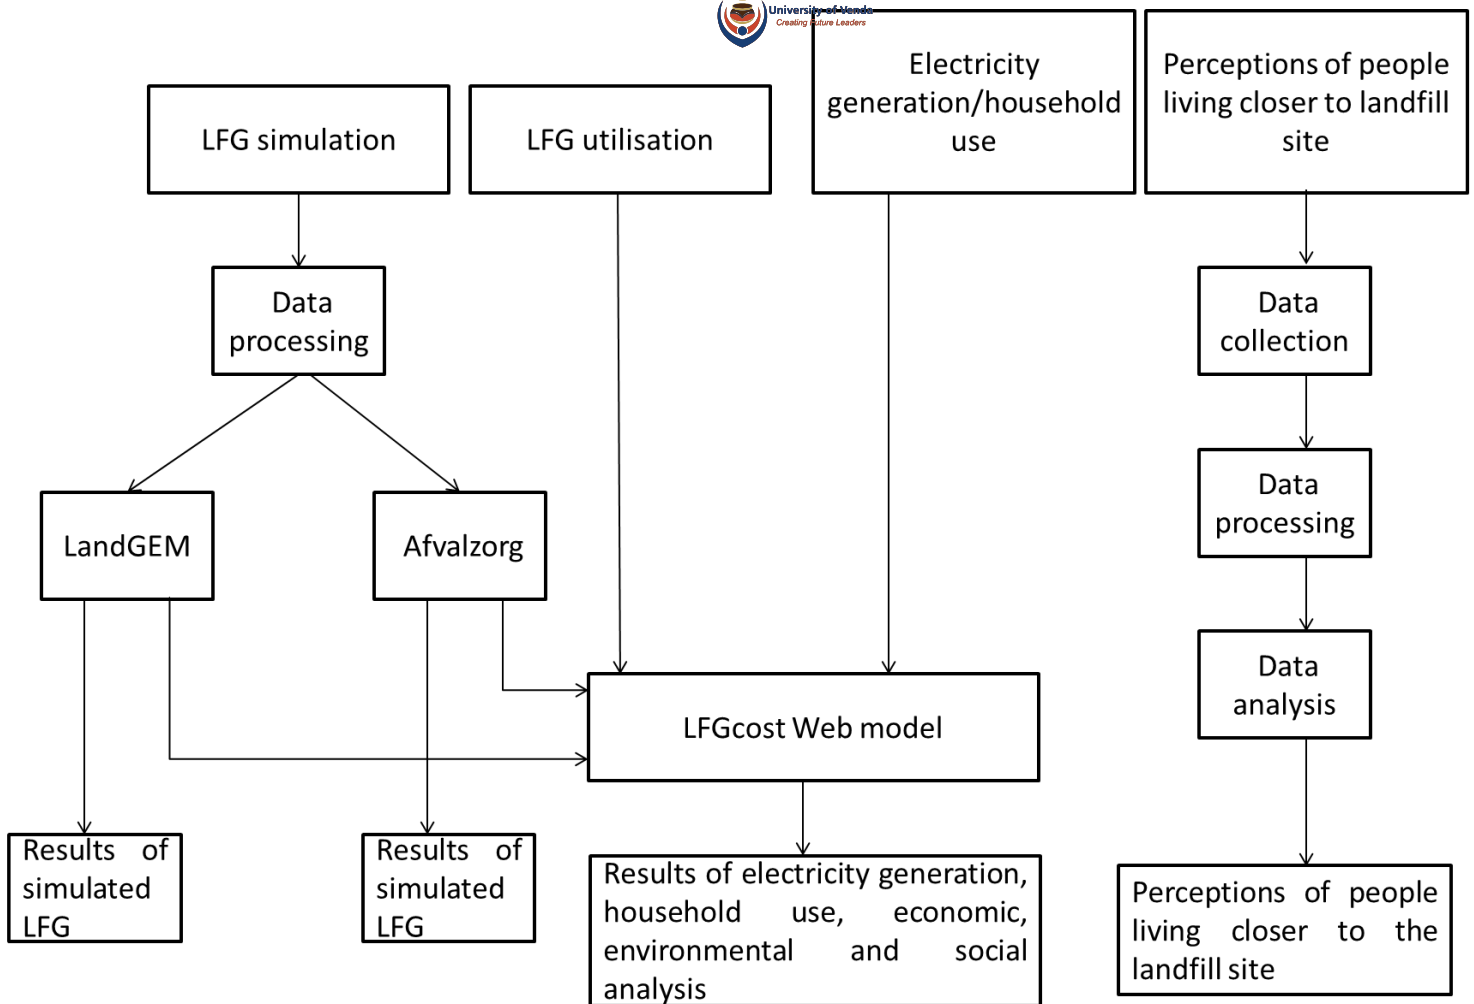 University of Venda
Creating Future Leaders
LFG simulation
LFG utilisation
Electricity
generation/household
use
Perceptions of people
living closer to landfill
site
Data
processing
Data
collection
LandGEM
Afvalzorg
Data
processing
LFGcost Web model
Data
analysis
Results of
simulated
LFG
Results of
simulated
LFG
Results of electricity generation,
household use, economic,
environmental and social
analysis
Perceptions of people
living closer to the
landfill site